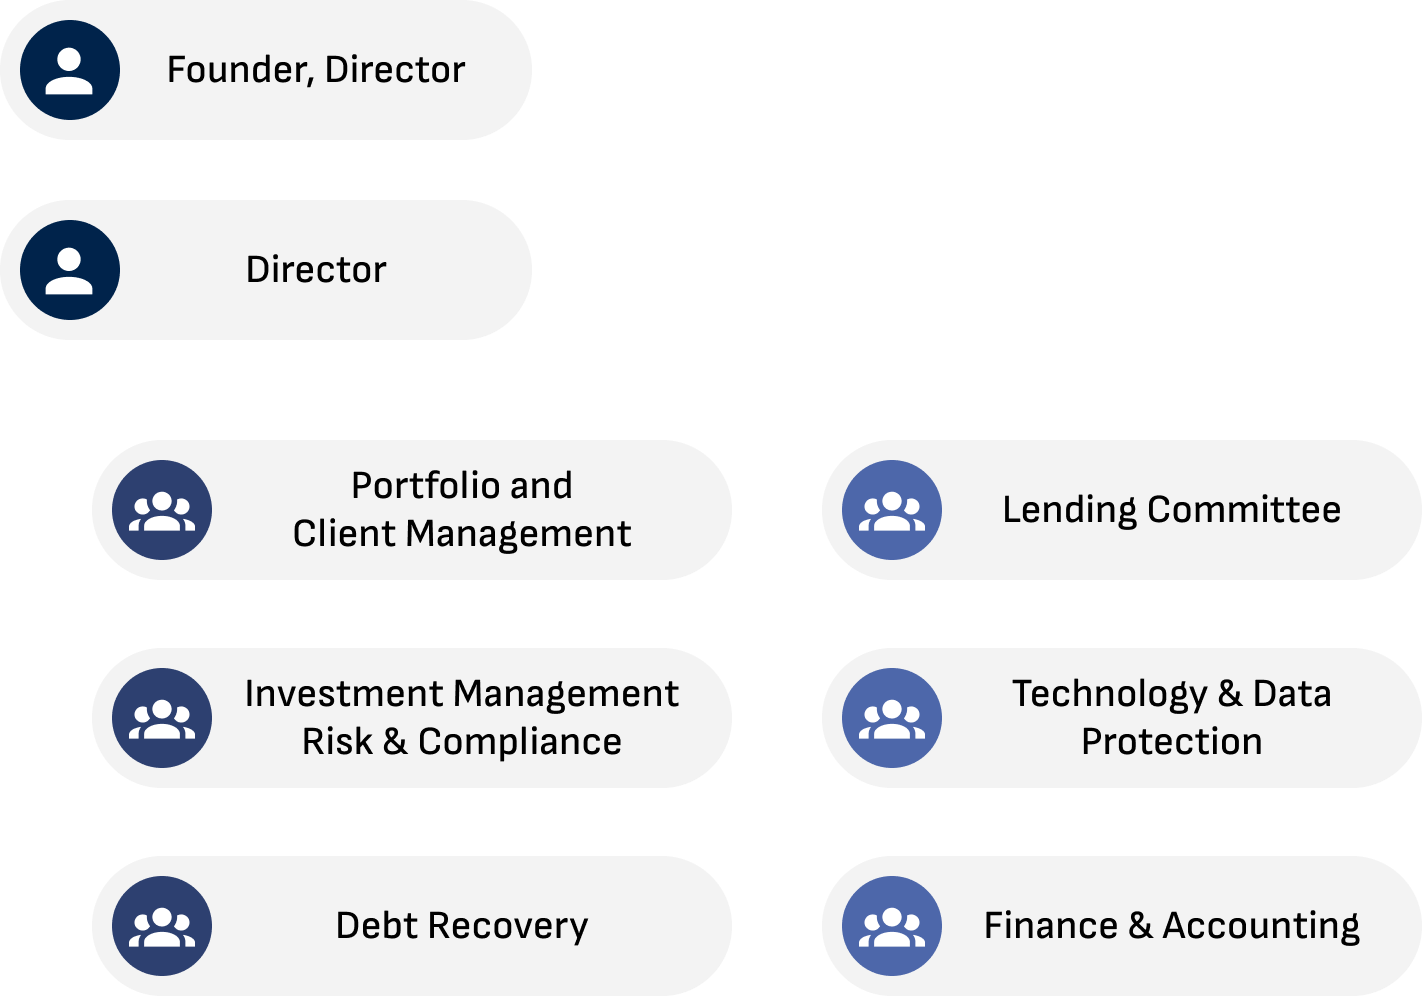 Founder, Director
Director
Portfolio and
Client Management
Lending Committee
Investment Management
Risk & Compliance
Technology & Data
Protection
Debt Recovery
Finance & Accounting